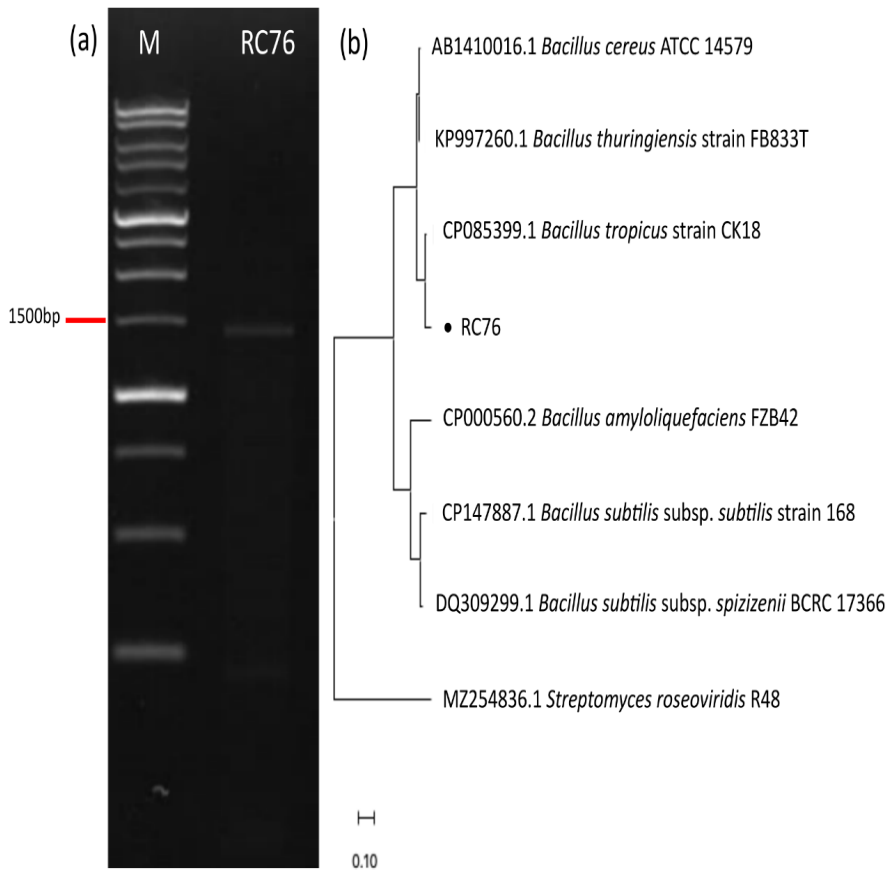 (a)
M
RC76
1500bp
(b)
AB1410016.1 Bacillus cereus ATCC 14579
KP997260.1 Bacillus thuringiensis strain FB833T
CP085399.1 Bacillus tropicus strain CK18
• RC76
CP000560.2 Bacillus amyloliquefaciens FZB42
CP147887.1 Bacillus subtilis subsp. subtilis strain 168
DQ309299.1 Bacillus subtilis subsp. spizizenii BCRC 17366
MZ254836.1 Streptomyces roseoviridis R48
0.10